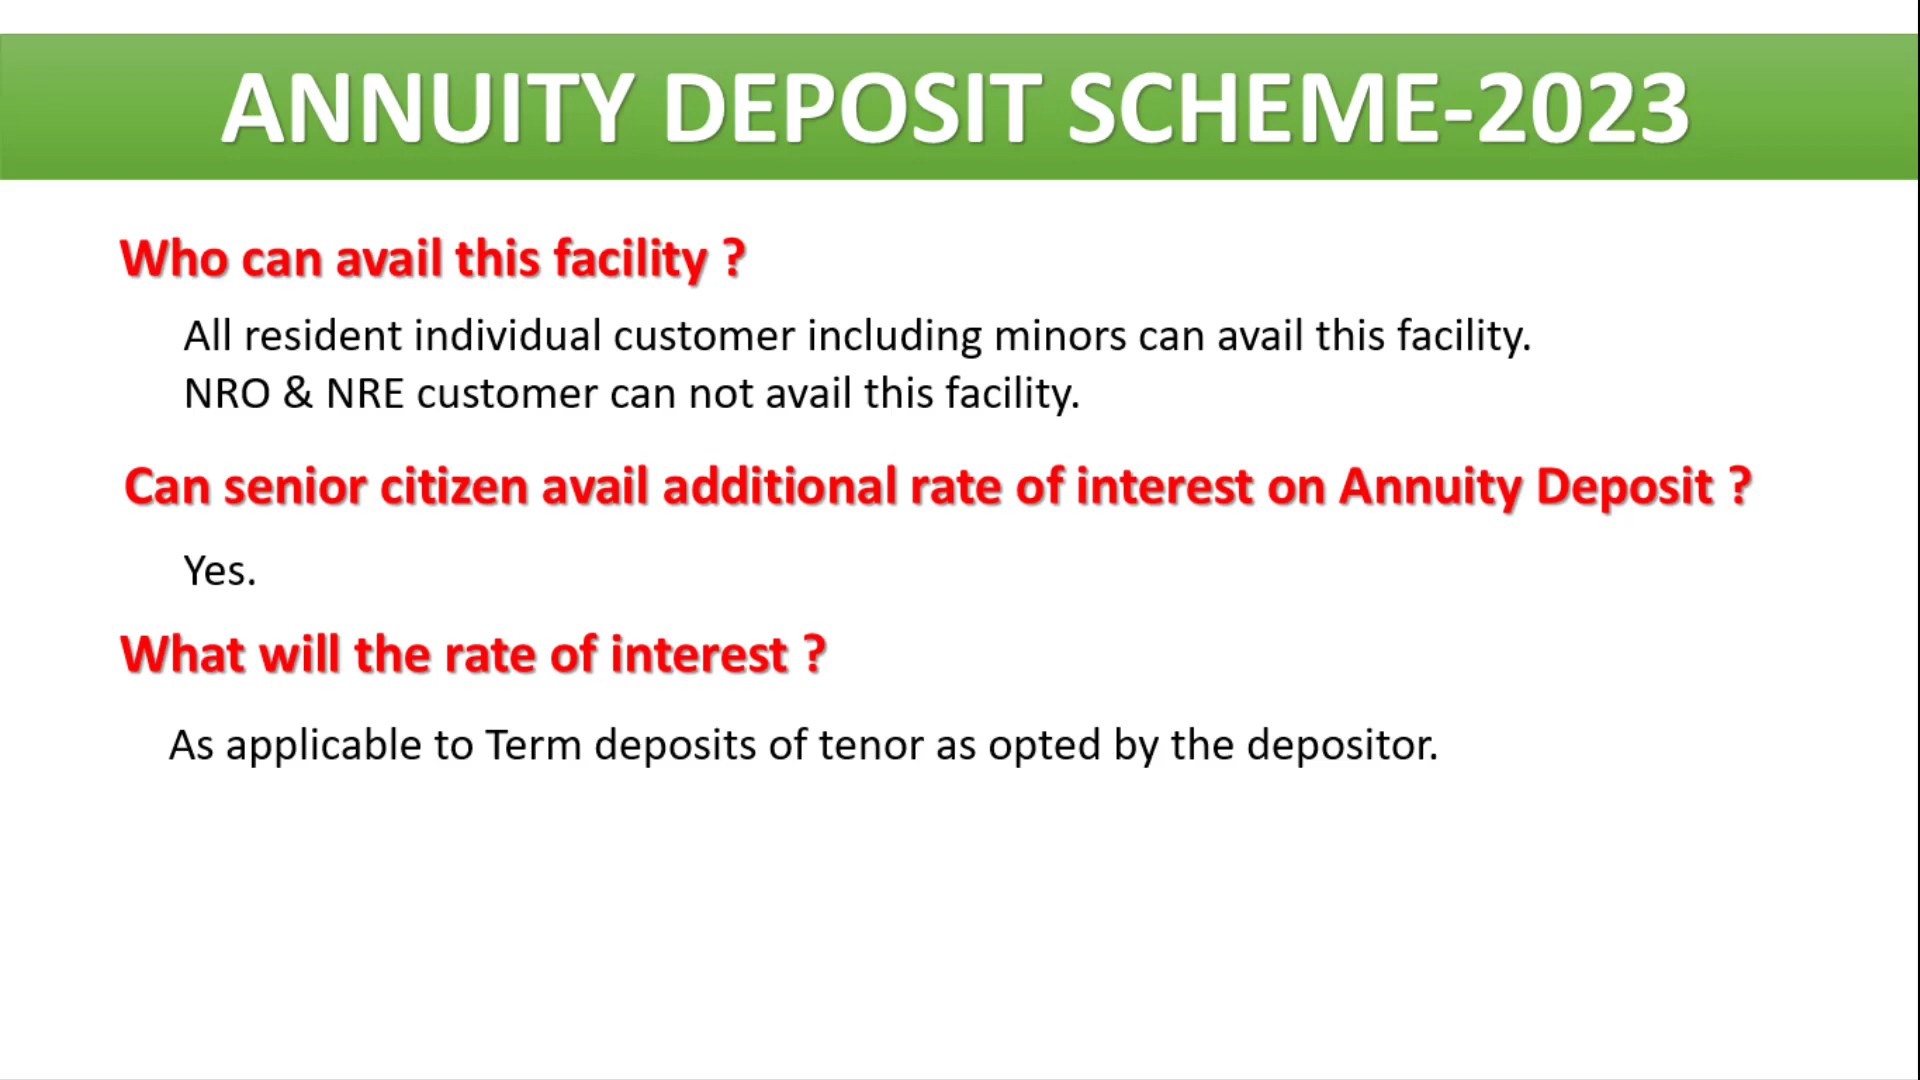 ANNUITY DEPOSIT SCHEME-2023
Who can avail this facility ?
All resident individual customer including minors can avail this facility.
NRO & NRE customer can not avail this facility.
Can senior citizen avail additional rate of interest on Annuity Deposit ?
Yes.
What will the rate of interest ?
As applicable to Term deposits of tenor as opted by the depositor.